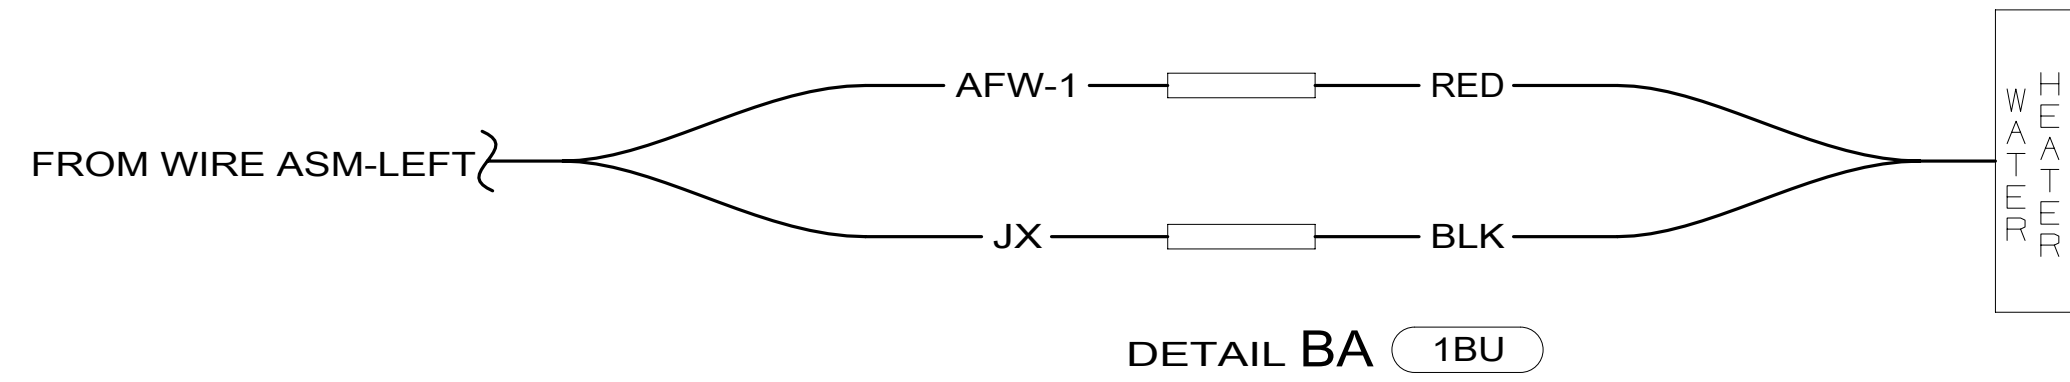 AFW-1 RED
FROM WIRE ASM-LEFT
JX BLK
WATER
HEATER
DETAIL BA 1BU